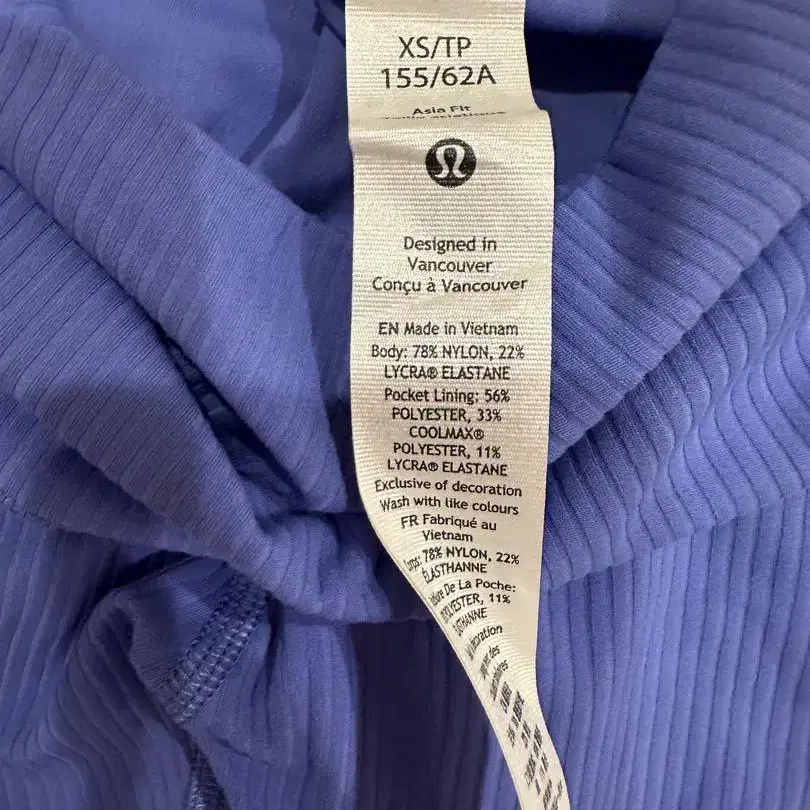 XS/TP
155/62A
Asia Fit
Designed in
Vancouver
Conçu à Vancouver
EN Made in Vietnam
Body: 78% NYLON, 22%
LYCRA® ELASTANE
Pocket Lining: 56%
POLYESTER, 33%
COOLMAX®
POLYESTER, 11%
LYCRA® ELASTANE
Exclusive of decoration
Wash with like colours
FR Fabriqué au
Vietnam
78% NYLON, 22%
ÉLASTHANNE
De La Poche:
11%